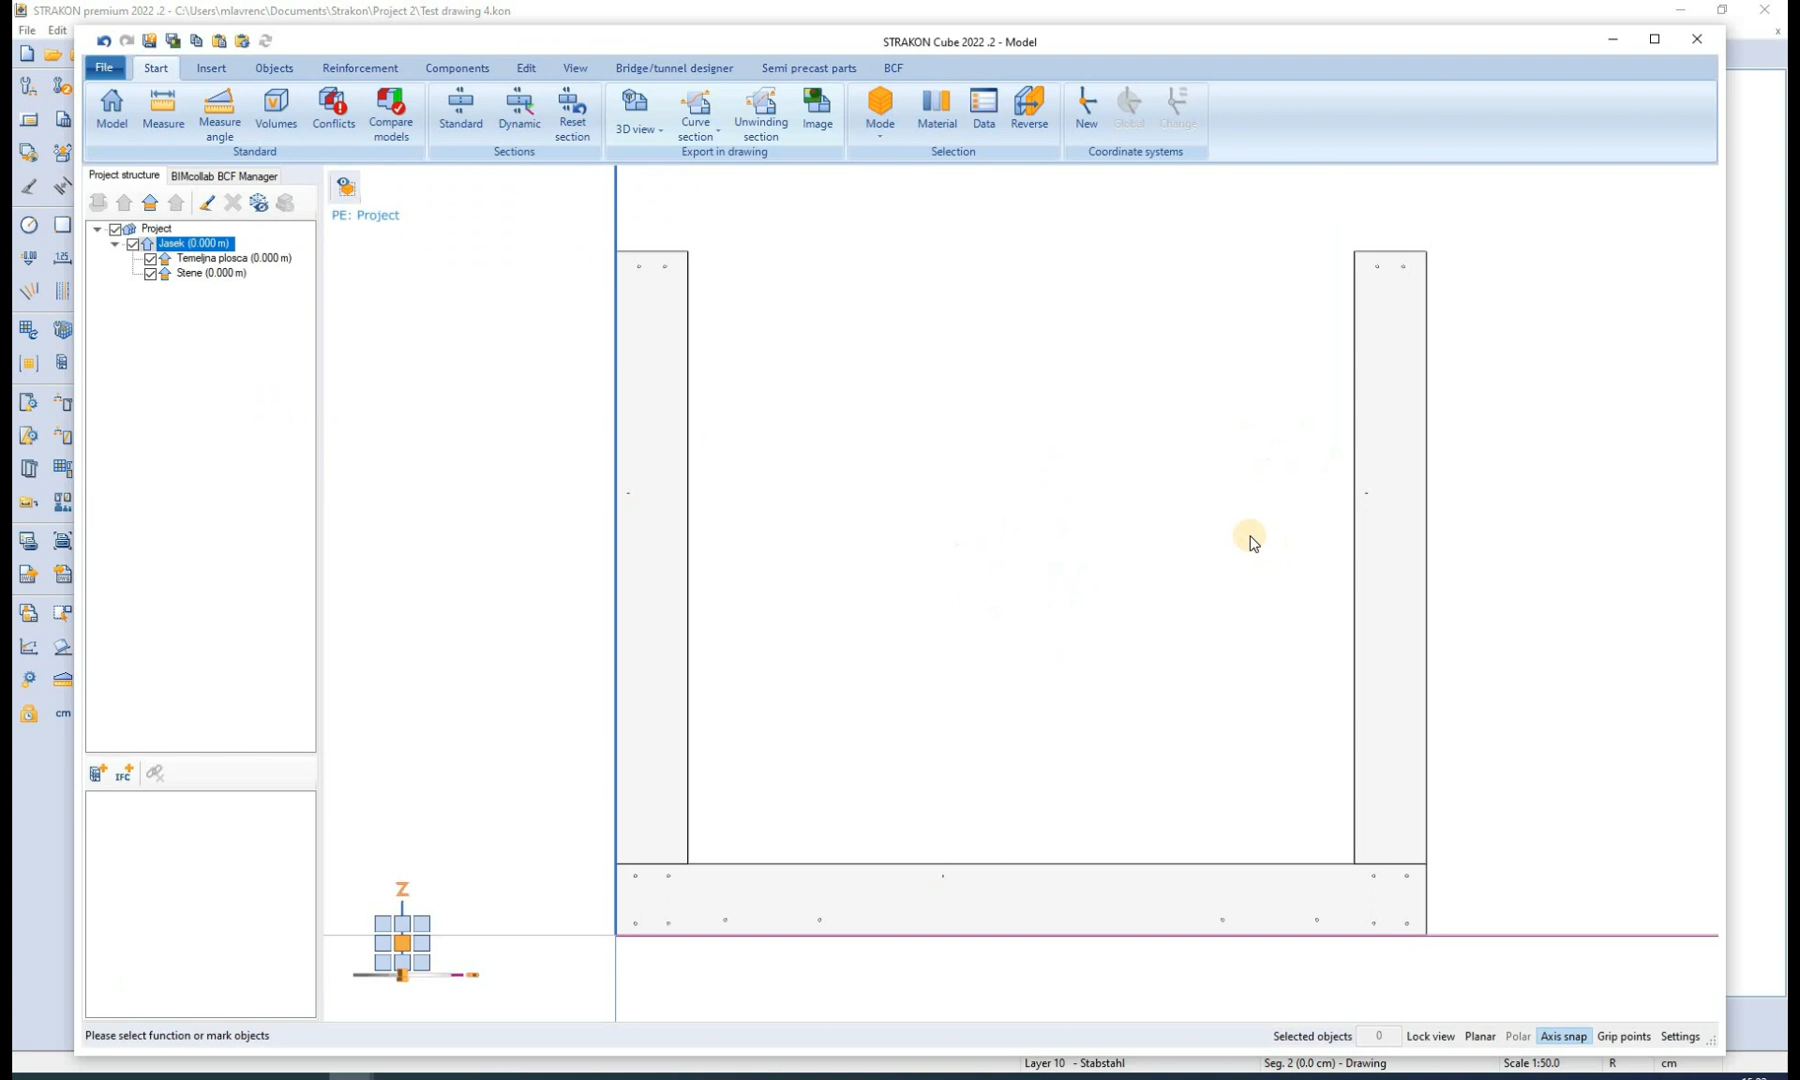 STRAKON premium 2022 .2 - C:\Users\mlavrenc\Documents\Strakon\Project 2\Test drawing 4.kon
File Edit
STRAKON Cube 2022 .2 - Model
File Start Insert Objects Reinforcement Components Edit View Bridge/tunnel designer Semi precast parts BCF
Model Measure Measure angle Volumes Conflicts Compare models Standard Dynamic Reset section 3D view Curve section Unwinding section Image Mode Material Data Reverse New Global Change
Standard Sections Export in drawing Selection Coordinate systems
Project structure BIMcollab BCF Manager
PE: Project
Project
Jasek (0.000 m)
Temeljna plosca (0.000 m)
Stene (0.000 m)
0.00 1.25
cm
IFC
Z
Please select function or mark objects Selected objects 0 Lock view Planar Polar Axis snap Grip points Settings
Layer 10 - Stabstahl Seg. 2 (0.0 cm) - Drawing Scale 1:50.0 R cm